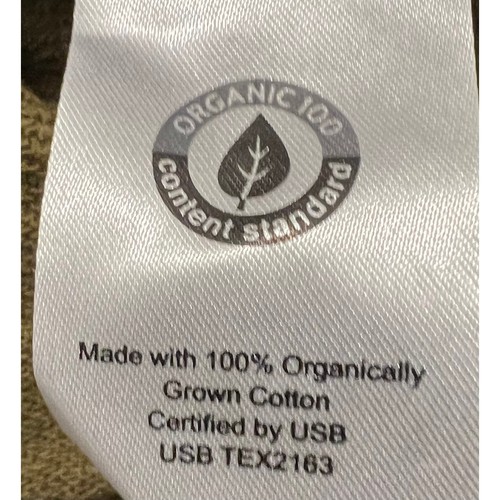 ORGANIC 100
content standard
Made with 100% Organically
Grown Cotton
Certified by USB
USB TEX2163